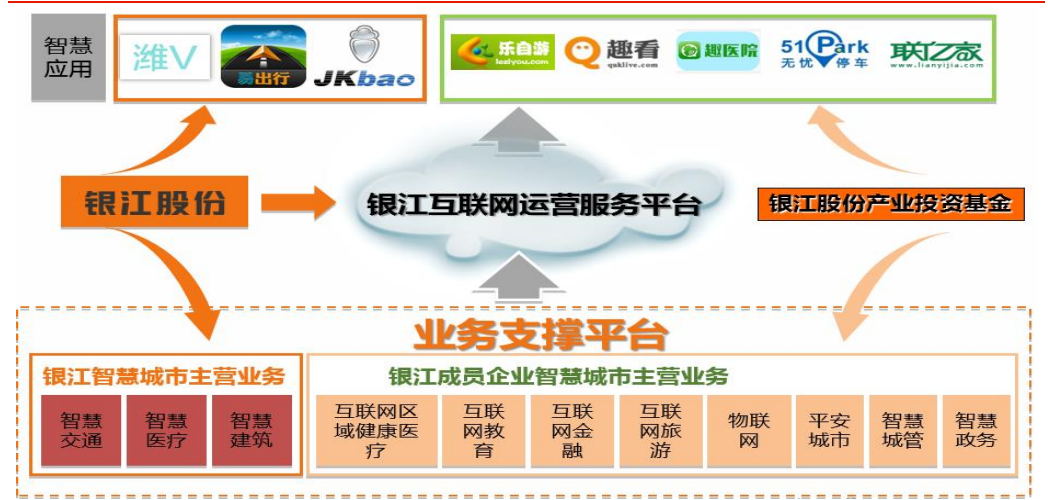 智慧
应用
潍V
易出行
JKbao
乐自游
leziyou.com
趣看
quklive.com
趣医院
51Park
无忧停车
联亿家
www.lianyijia.com
银江股份
银江互联网运营服务平台
银江股份产业投资基金
业务支撑平台
银江智慧城市主营业务
银江成员企业智慧城市主营业务
智慧
交通
智慧
医疗
智慧
建筑
互联网区
域健康医
疗
互联
网教
育
互联
网金
融
互联
网旅
游
物联
网
平安
城市
智慧
城管
智慧
政务